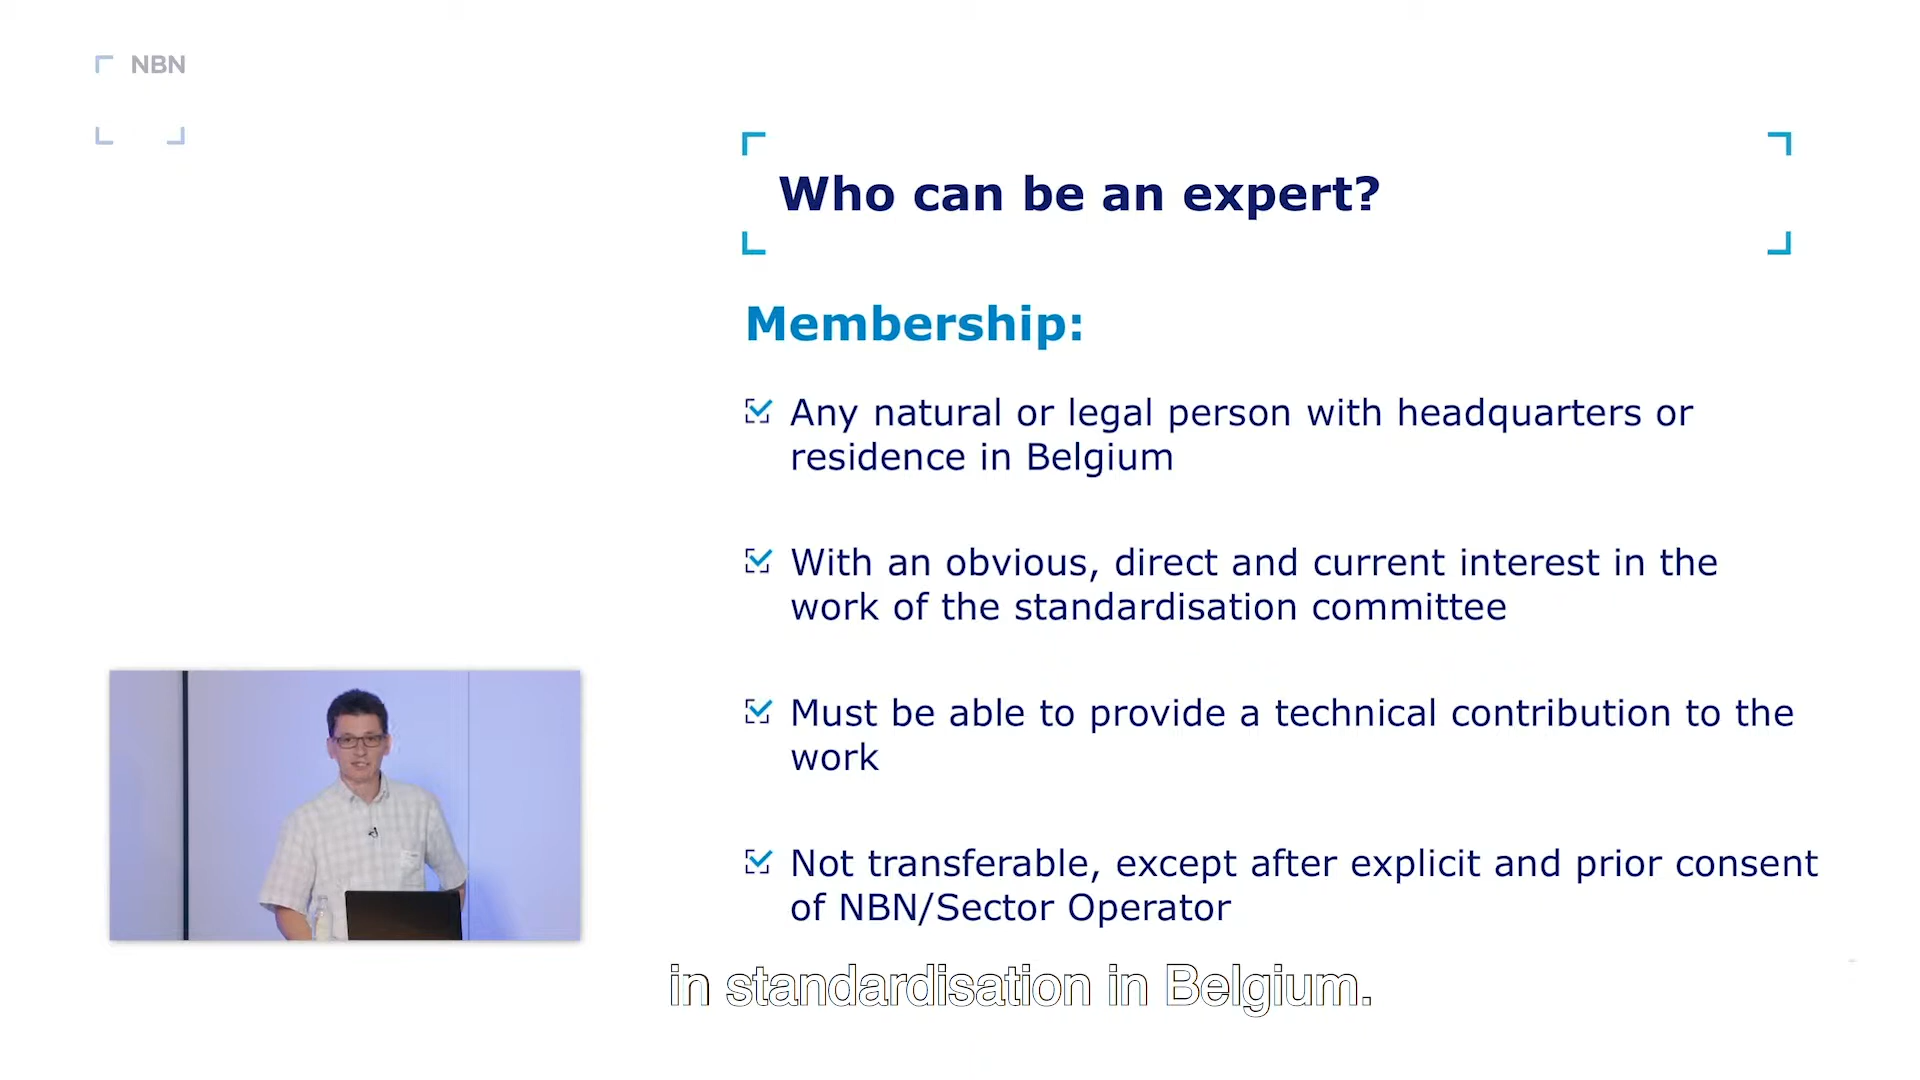 NBN
Who can be an expert?
Membership:
Any natural or legal person with headquarters or
residence in Belgium
With an obvious, direct and current interest in the
work of the standardisation committee
Must be able to provide a technical contribution to the
work
Not transferable, except after explicit and prior consent
of NBN/Sector Operator
in standardisation in Belgium.